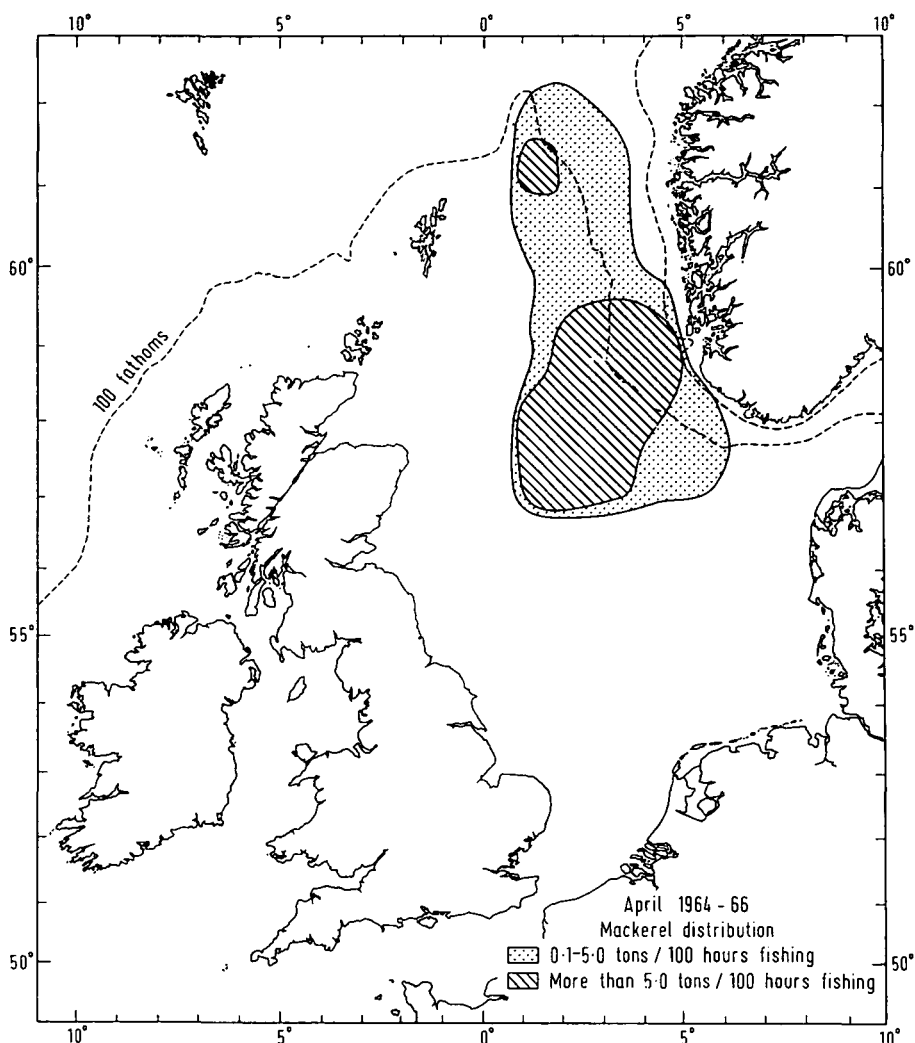 10° 5° 0° 5° 10°
60° 60°
100 fathoms
55° 55°
April 1964-66
Mackerel distribution
0·1-5·0 tons / 100 hours fishing
50° 50°
More than 5·0 tons / 100 hours fishing
10° 5° 0° 5° 10°